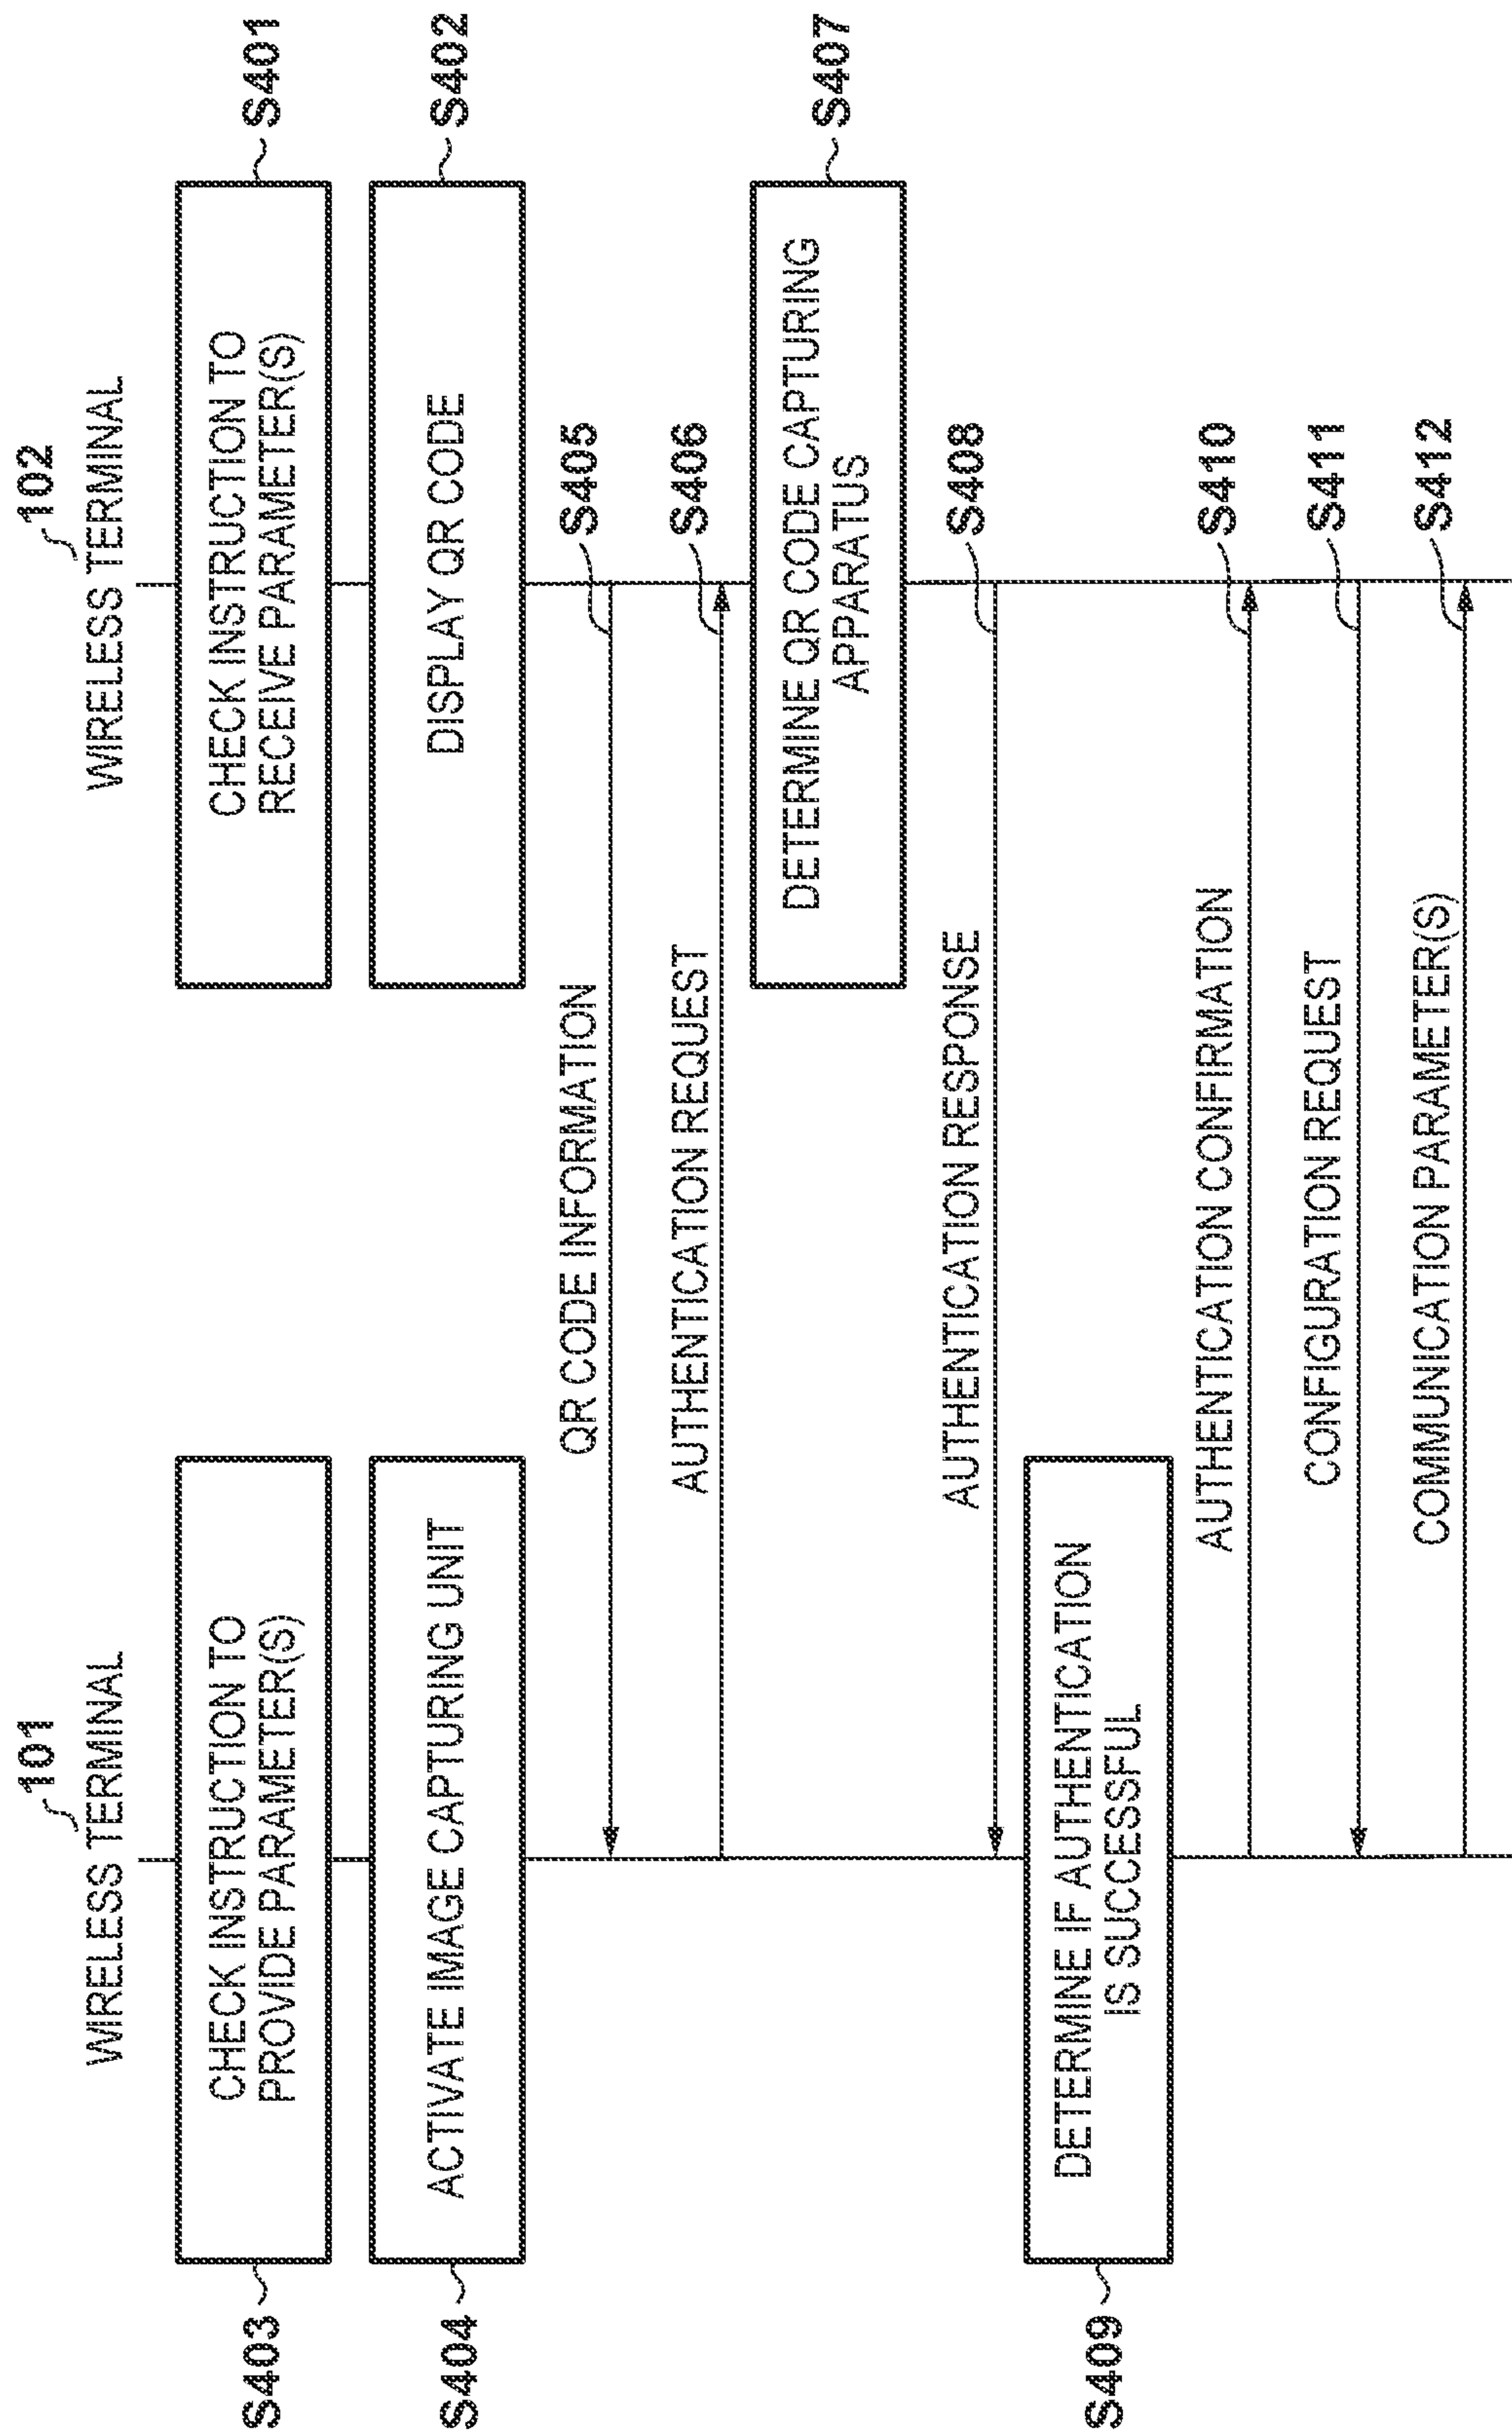 101
WIRELESS TERMINAL
102
WIRELESS TERMINAL
S403
CHECK INSTRUCTION TO
PROVIDE PARAMETER(S)
CHECK INSTRUCTION TO
RECEIVE PARAMETER(S)
S401
S404
ACTIVATE IMAGE CAPTURING UNIT
DISPLAY QR CODE
S402
QR CODE INFORMATION
S405
AUTHENTICATION REQUEST
S406
DETERMINE QR CODE CAPTURING
APPARATUS
S407
AUTHENTICATION RESPONSE
S408
S409
DETERMINE IF AUTHENTICATION
IS SUCCESSFUL
AUTHENTICATION CONFIRMATION
S410
CONFIGURATION REQUEST
S411
COMMUNICATION PARAMETER(S)
S412